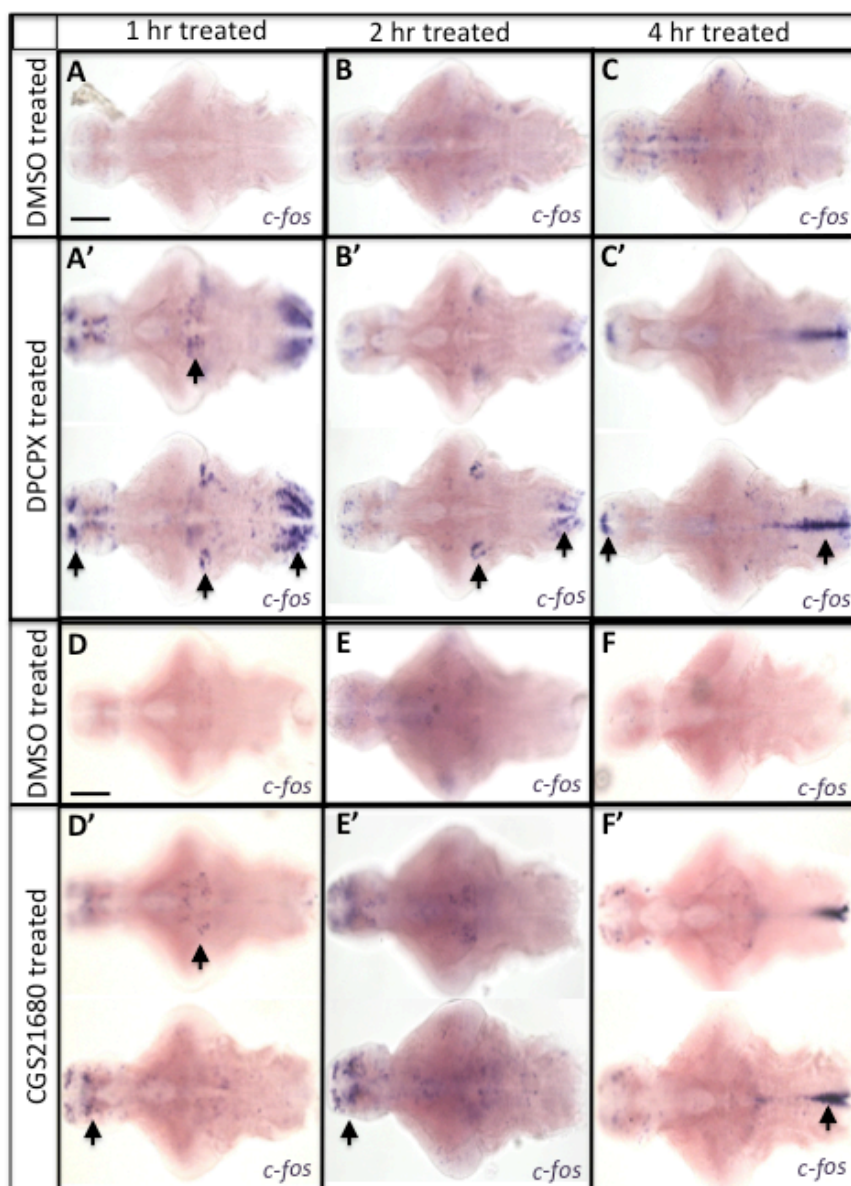 1 hr treated 2 hr treated 4 hr treated
DMSO treated
A B C
c-fos c-fos c-fos
DPCPX treated
A' B' C'
c-fos c-fos c-fos
DMSO treated
D E F
c-fos c-fos c-fos
CGS21680 treated
D' E' F'
c-fos c-fos c-fos